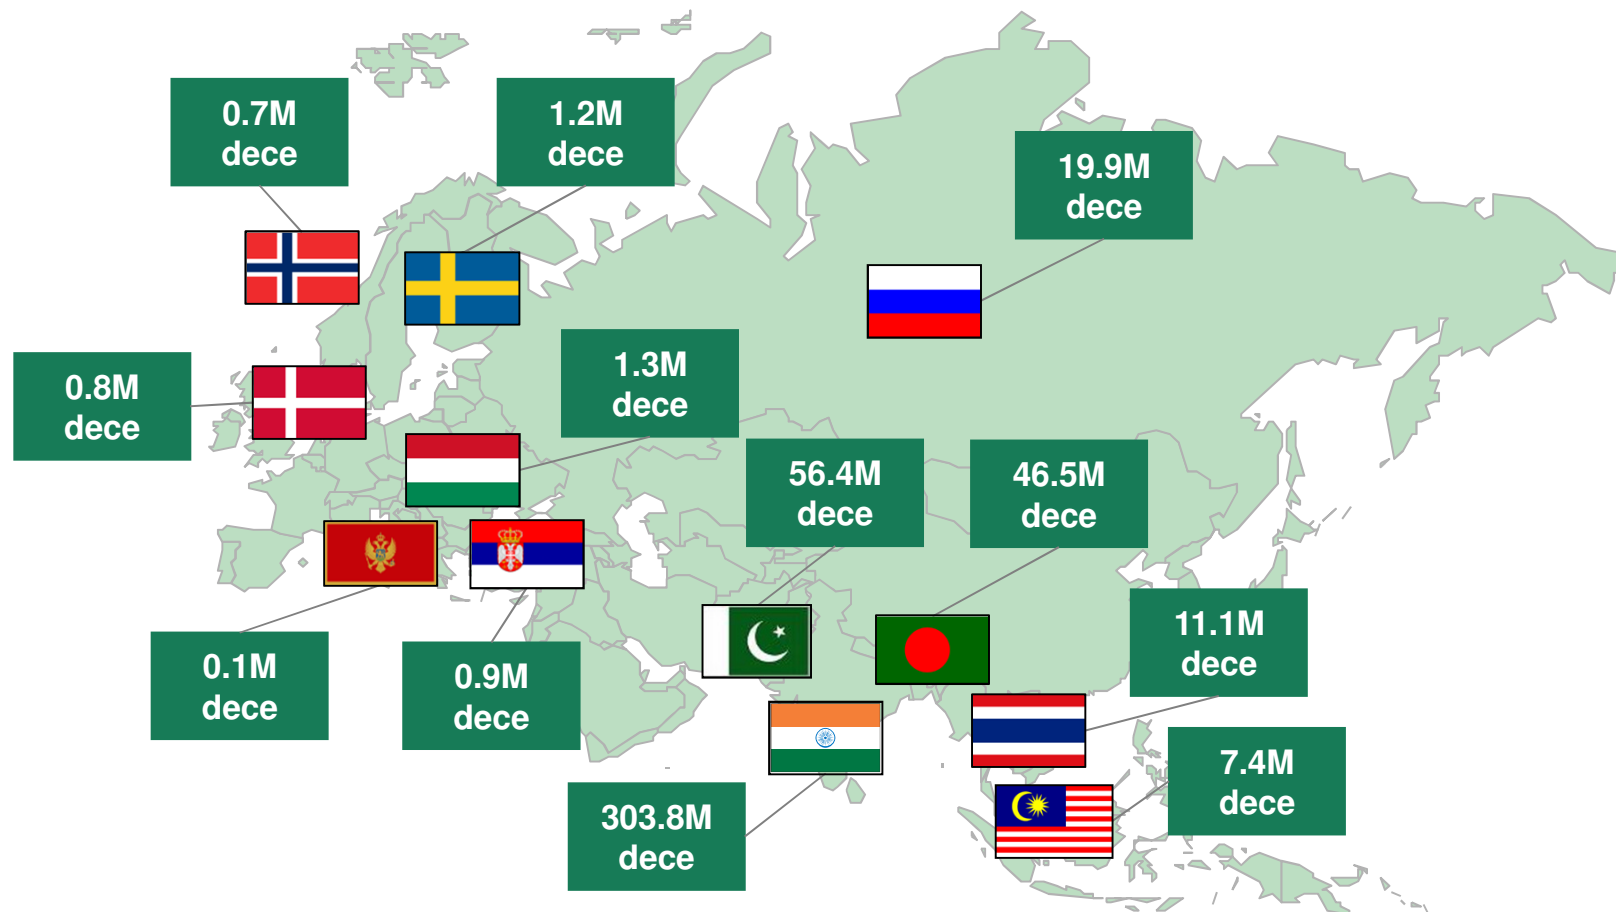 0.7M
dece
1.2M
dece
19.9M
dece
0.8M
dece
1.3M
dece
56.4M
dece
46.5M
dece
11.1M
dece
0.1M
dece
0.9M
dece
7.4M
dece
303.8M
dece